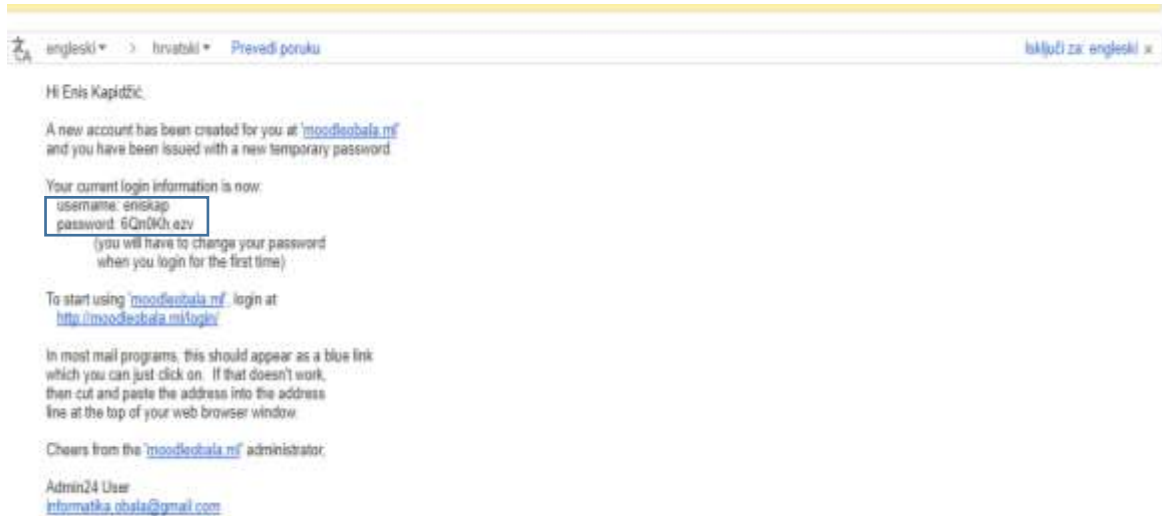 engleski > hrvatski Prevedi poruku Isključi za: engleski x
Hi Enis Kapidžić,
A new account has been created for you at 'moodleobala.ml'
and you have been issued with a new temporary password.
Your current login information is now:
username: eniskap
password: 6Qn0Kh,ezv
(you will have to change your password
when you login for the first time)
To start using 'moodleobala.ml', login at
http://moodleobala.ml/login/
In most mail programs, this should appear as a blue link
which you can just click on. If that doesn't work,
then cut and paste the address into the address
line at the top of your web browser window.
Cheers from the 'moodleobala.ml' administrator,
Admin24 User
informatika.obala@gmail.com